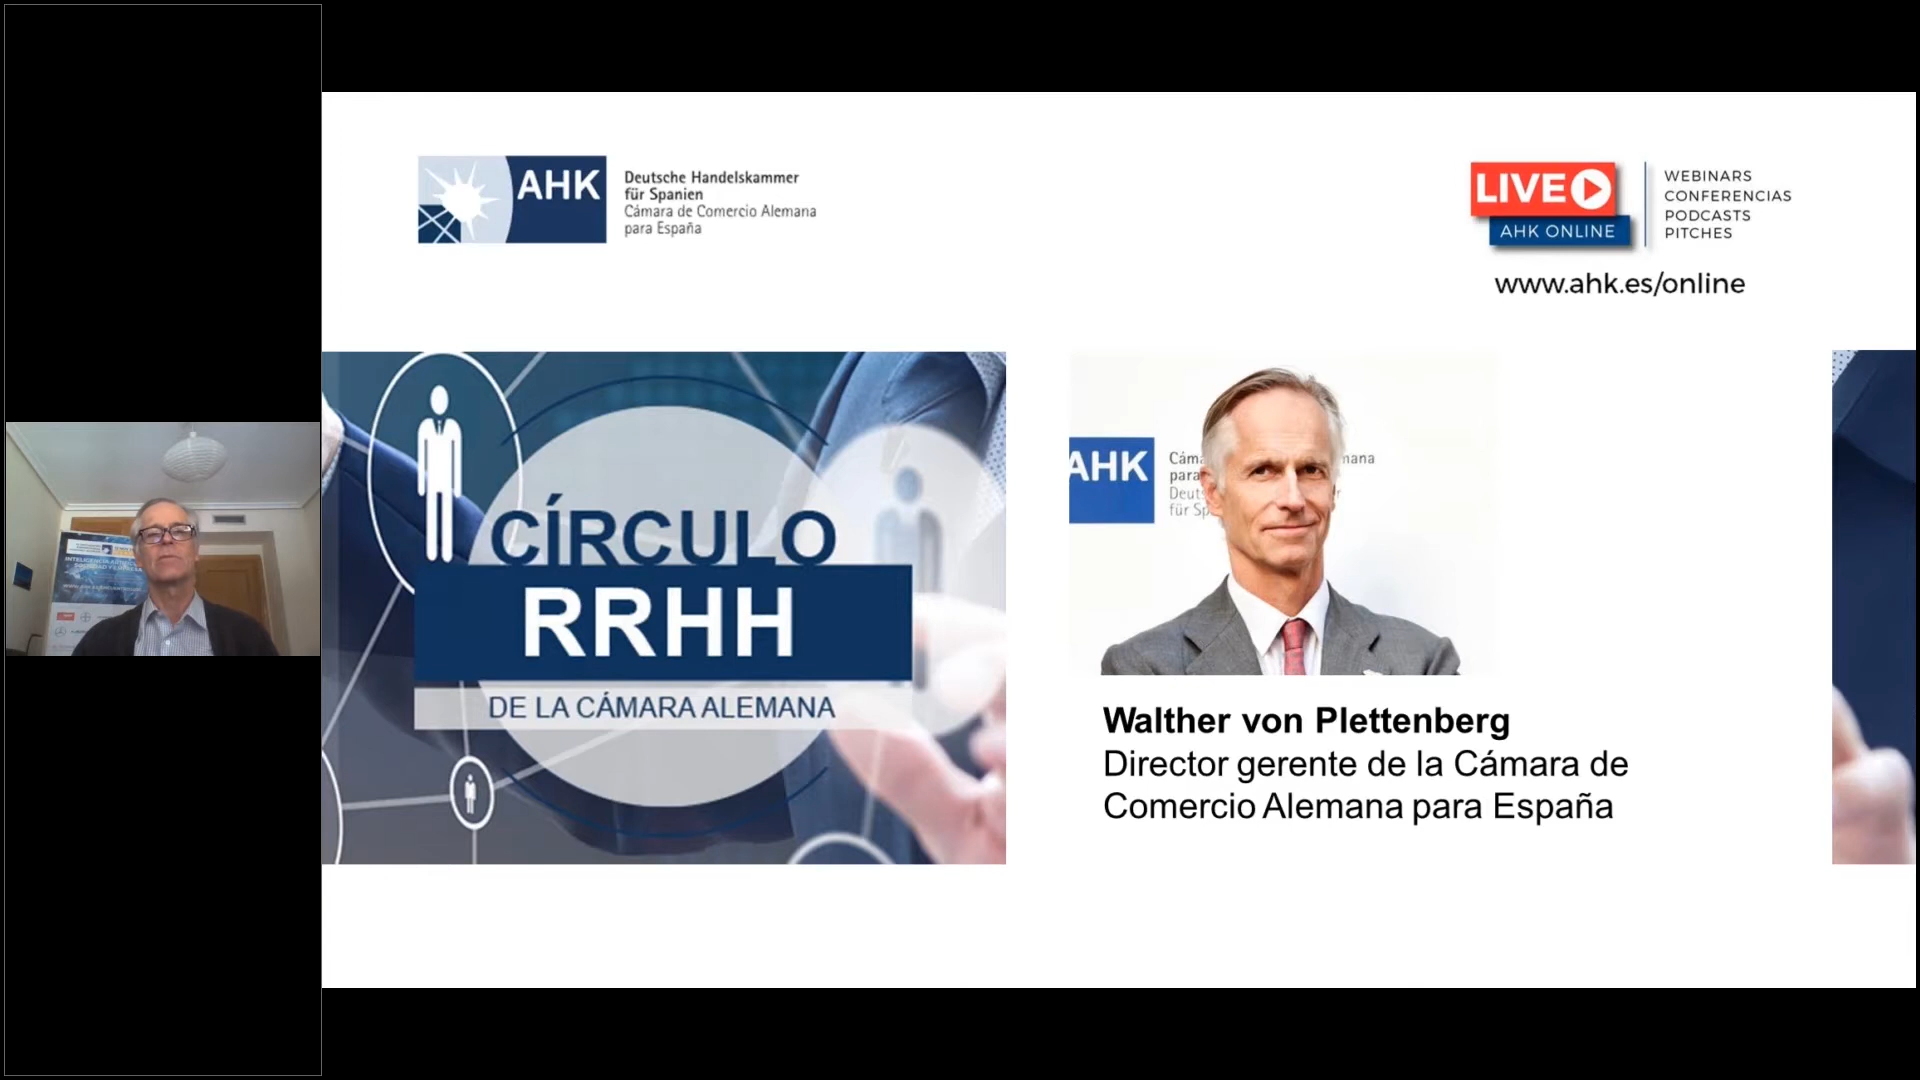 AHK
Deutsche Handelskammer
für Spanien
Cámara de Comercio Alemana
para España
LIVE
AHK ONLINE
WEBINARS
CONFERENCIAS
PODCASTS
PITCHES
www.ahk.es/online
CÍRCULO
RRHH
DE LA CÁMARA ALEMANA
AHK
Walther von Plettenberg
Director gerente de la Cámara de
Comercio Alemana para España